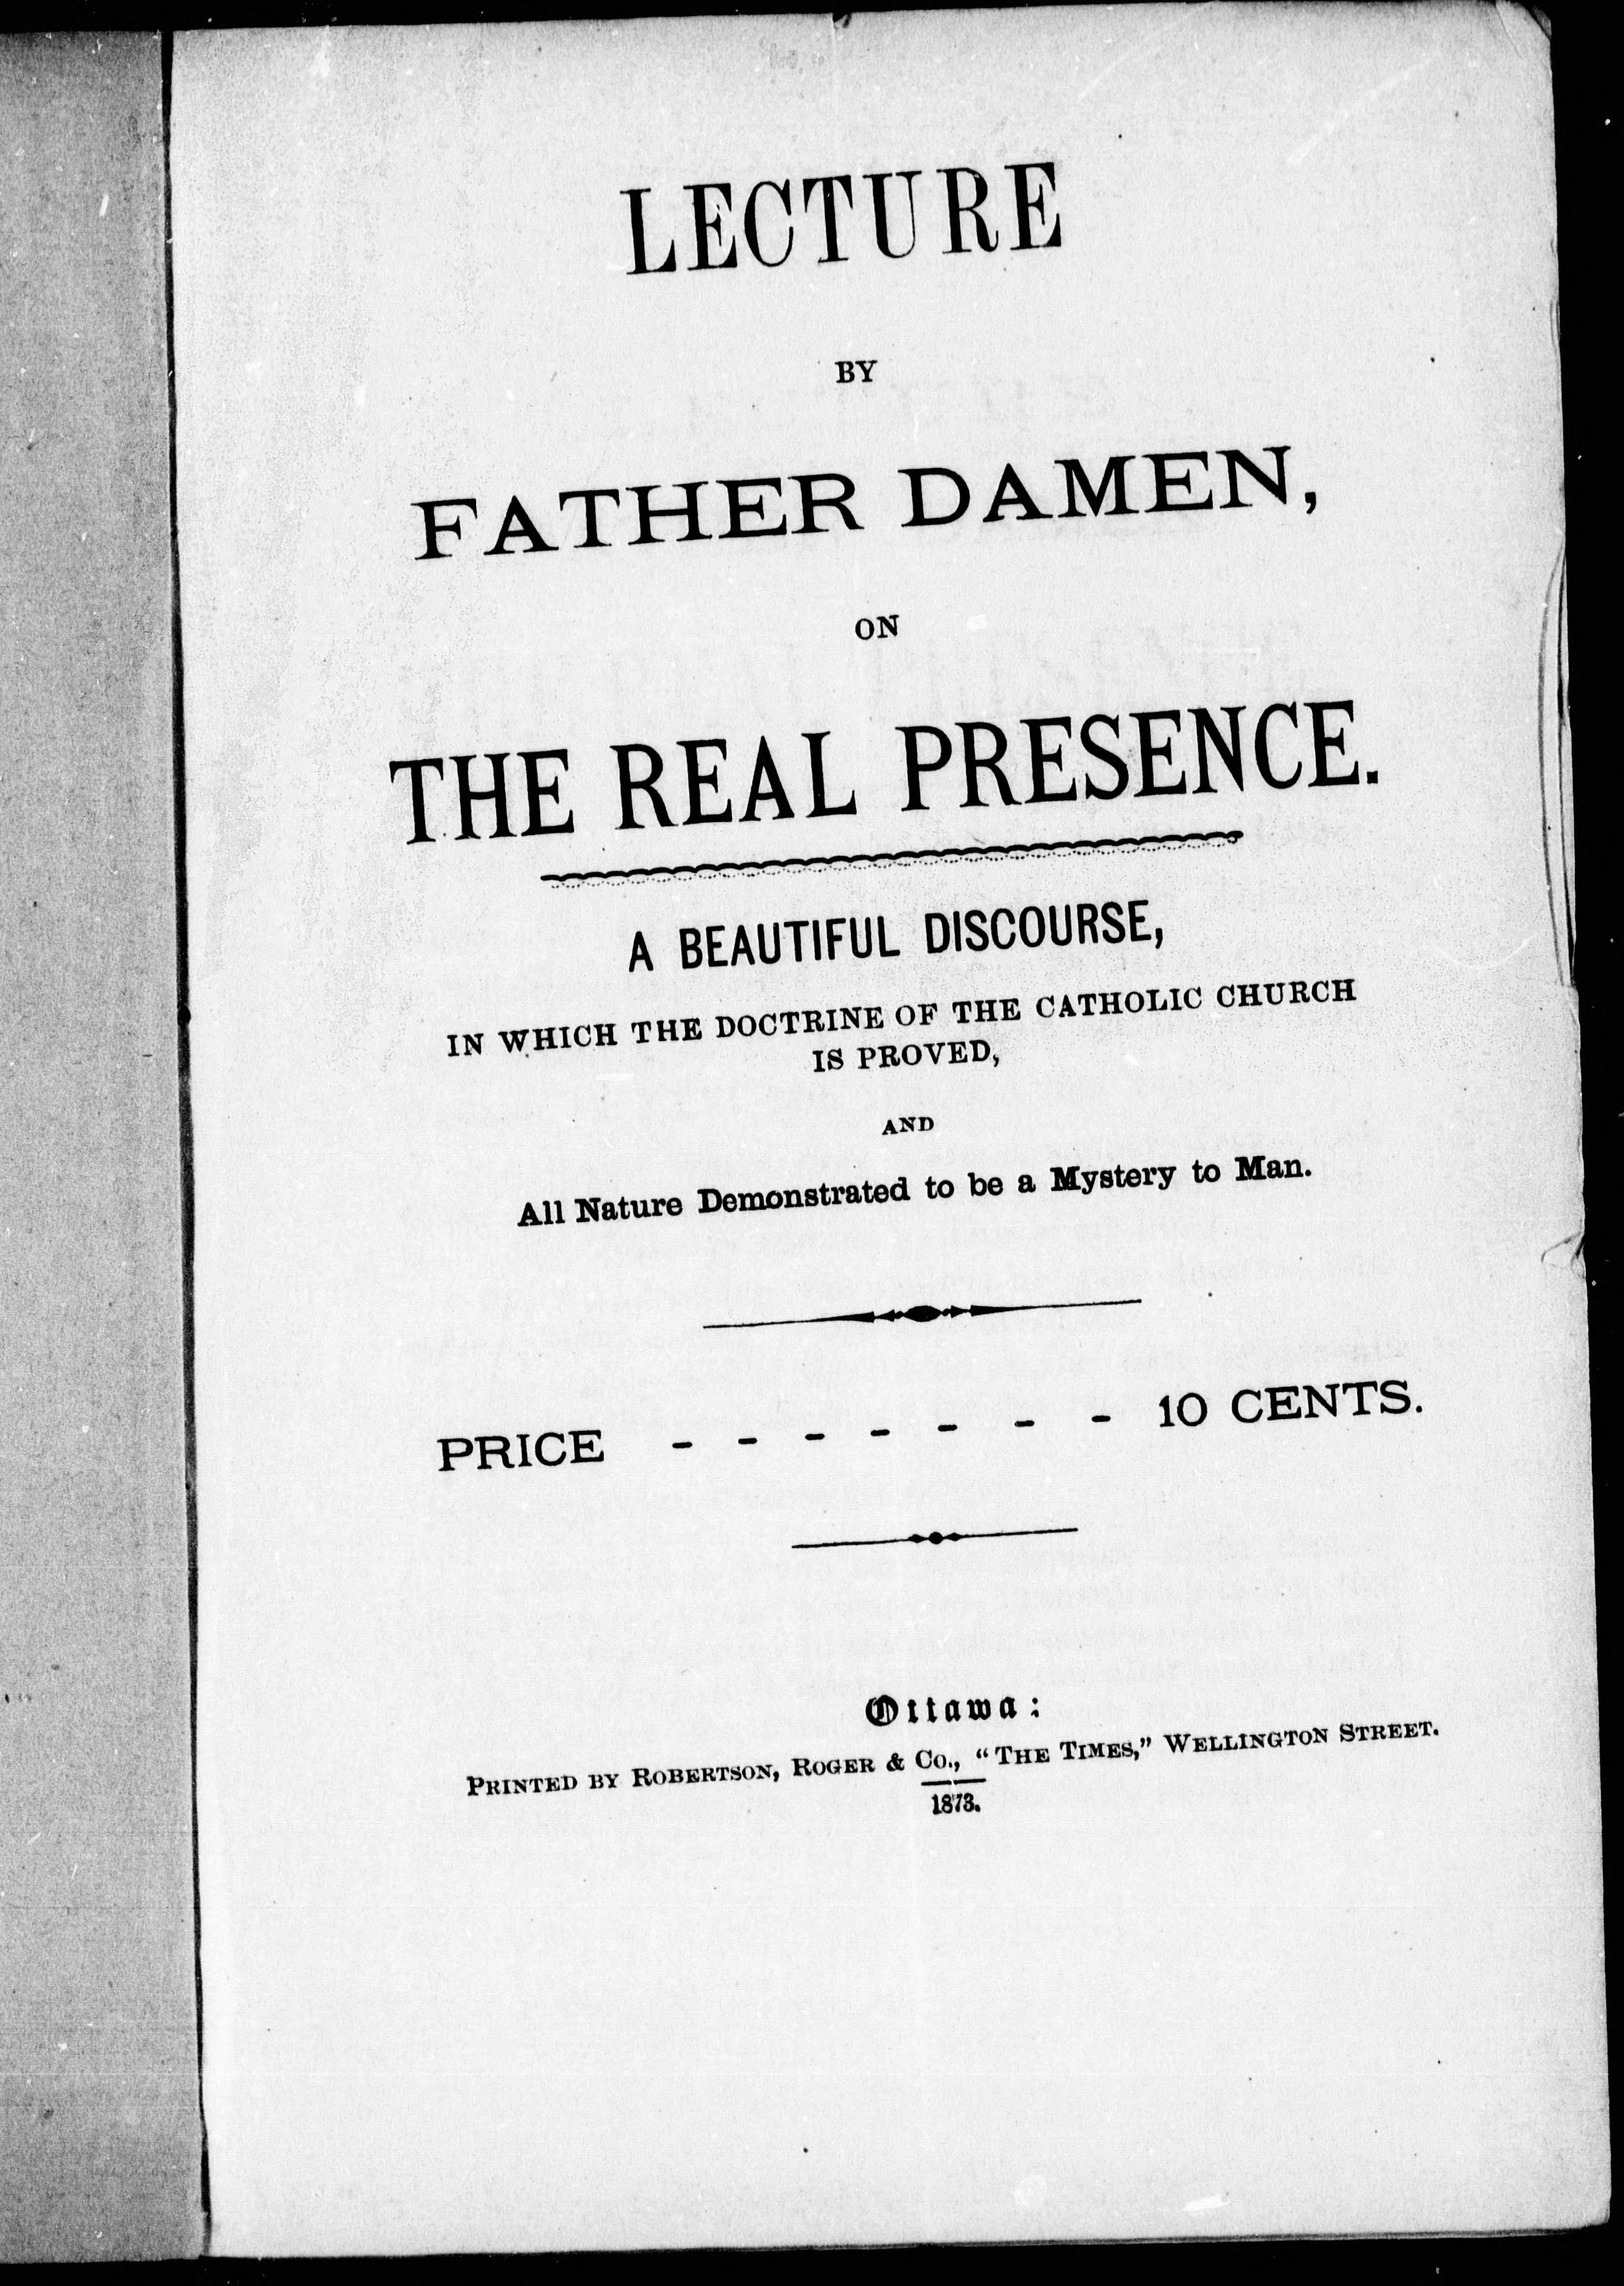 LECTURE
BY
FATHER DAMEN,
ON
THE REAL PRESENCE.
A BEAUTIFUL DISCOURSE,
IN WHICH THE DOCTRINE OF THE CATHOLIC CHURCH
IS PROVED,
AND
All Nature Demonstrated to be a Mystery to Man.
PRICE - - - - - - - 10 CENTS.
Ottawa:
PRINTED BY ROBERTSON, ROGER & CO., "THE TIMES," WELLINGTON STREET.
1873.